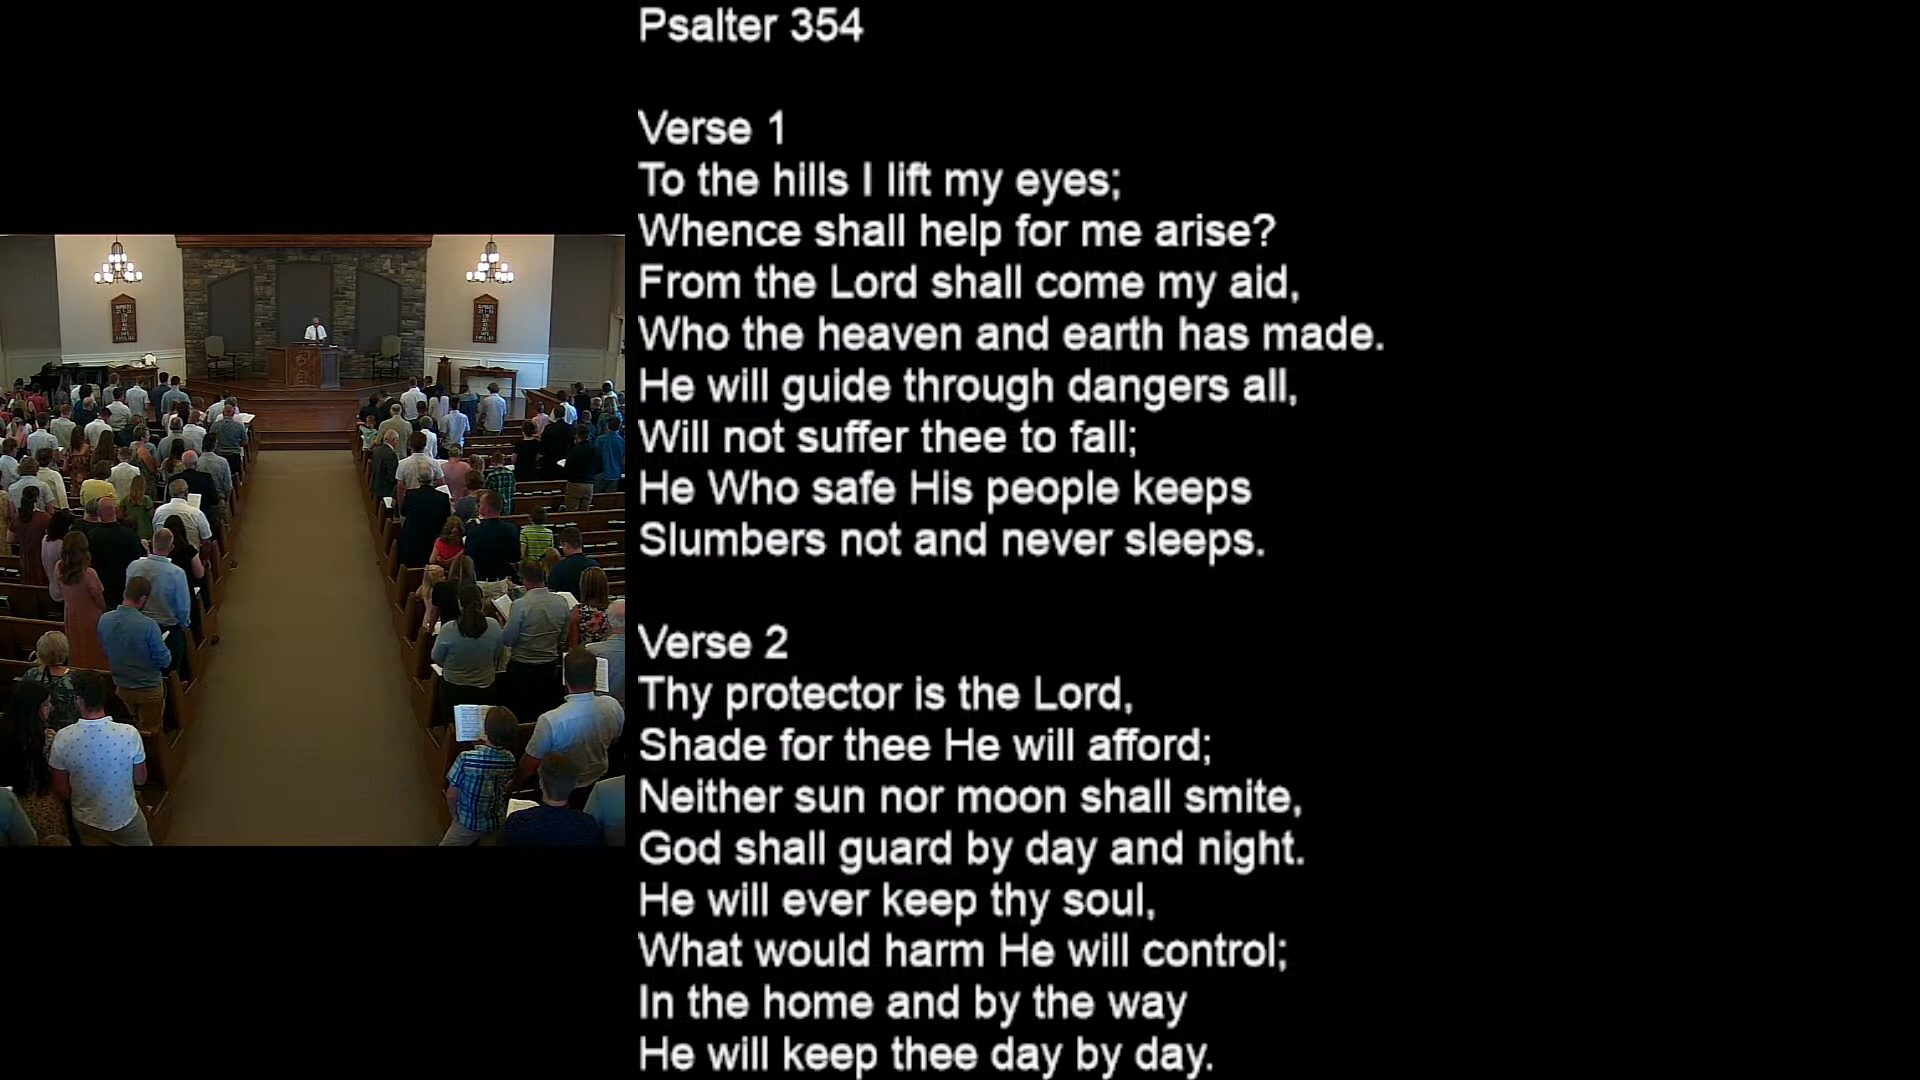 Psalter 354
Verse 1
To the hills I lift my eyes;
Whence shall help for me arise?
From the Lord shall come my aid,
Who the heaven and earth has made.
He will guide through dangers all,
Will not suffer thee to fall;
He Who safe His people keeps
Slumbers not and never sleeps.
Verse 2
Thy protector is the Lord,
Shade for thee He will afford;
Neither sun nor moon shall smite,
God shall guard by day and night.
He will ever keep thy soul,
What would harm He will control;
In the home and by the way
He will keep thee day by day.